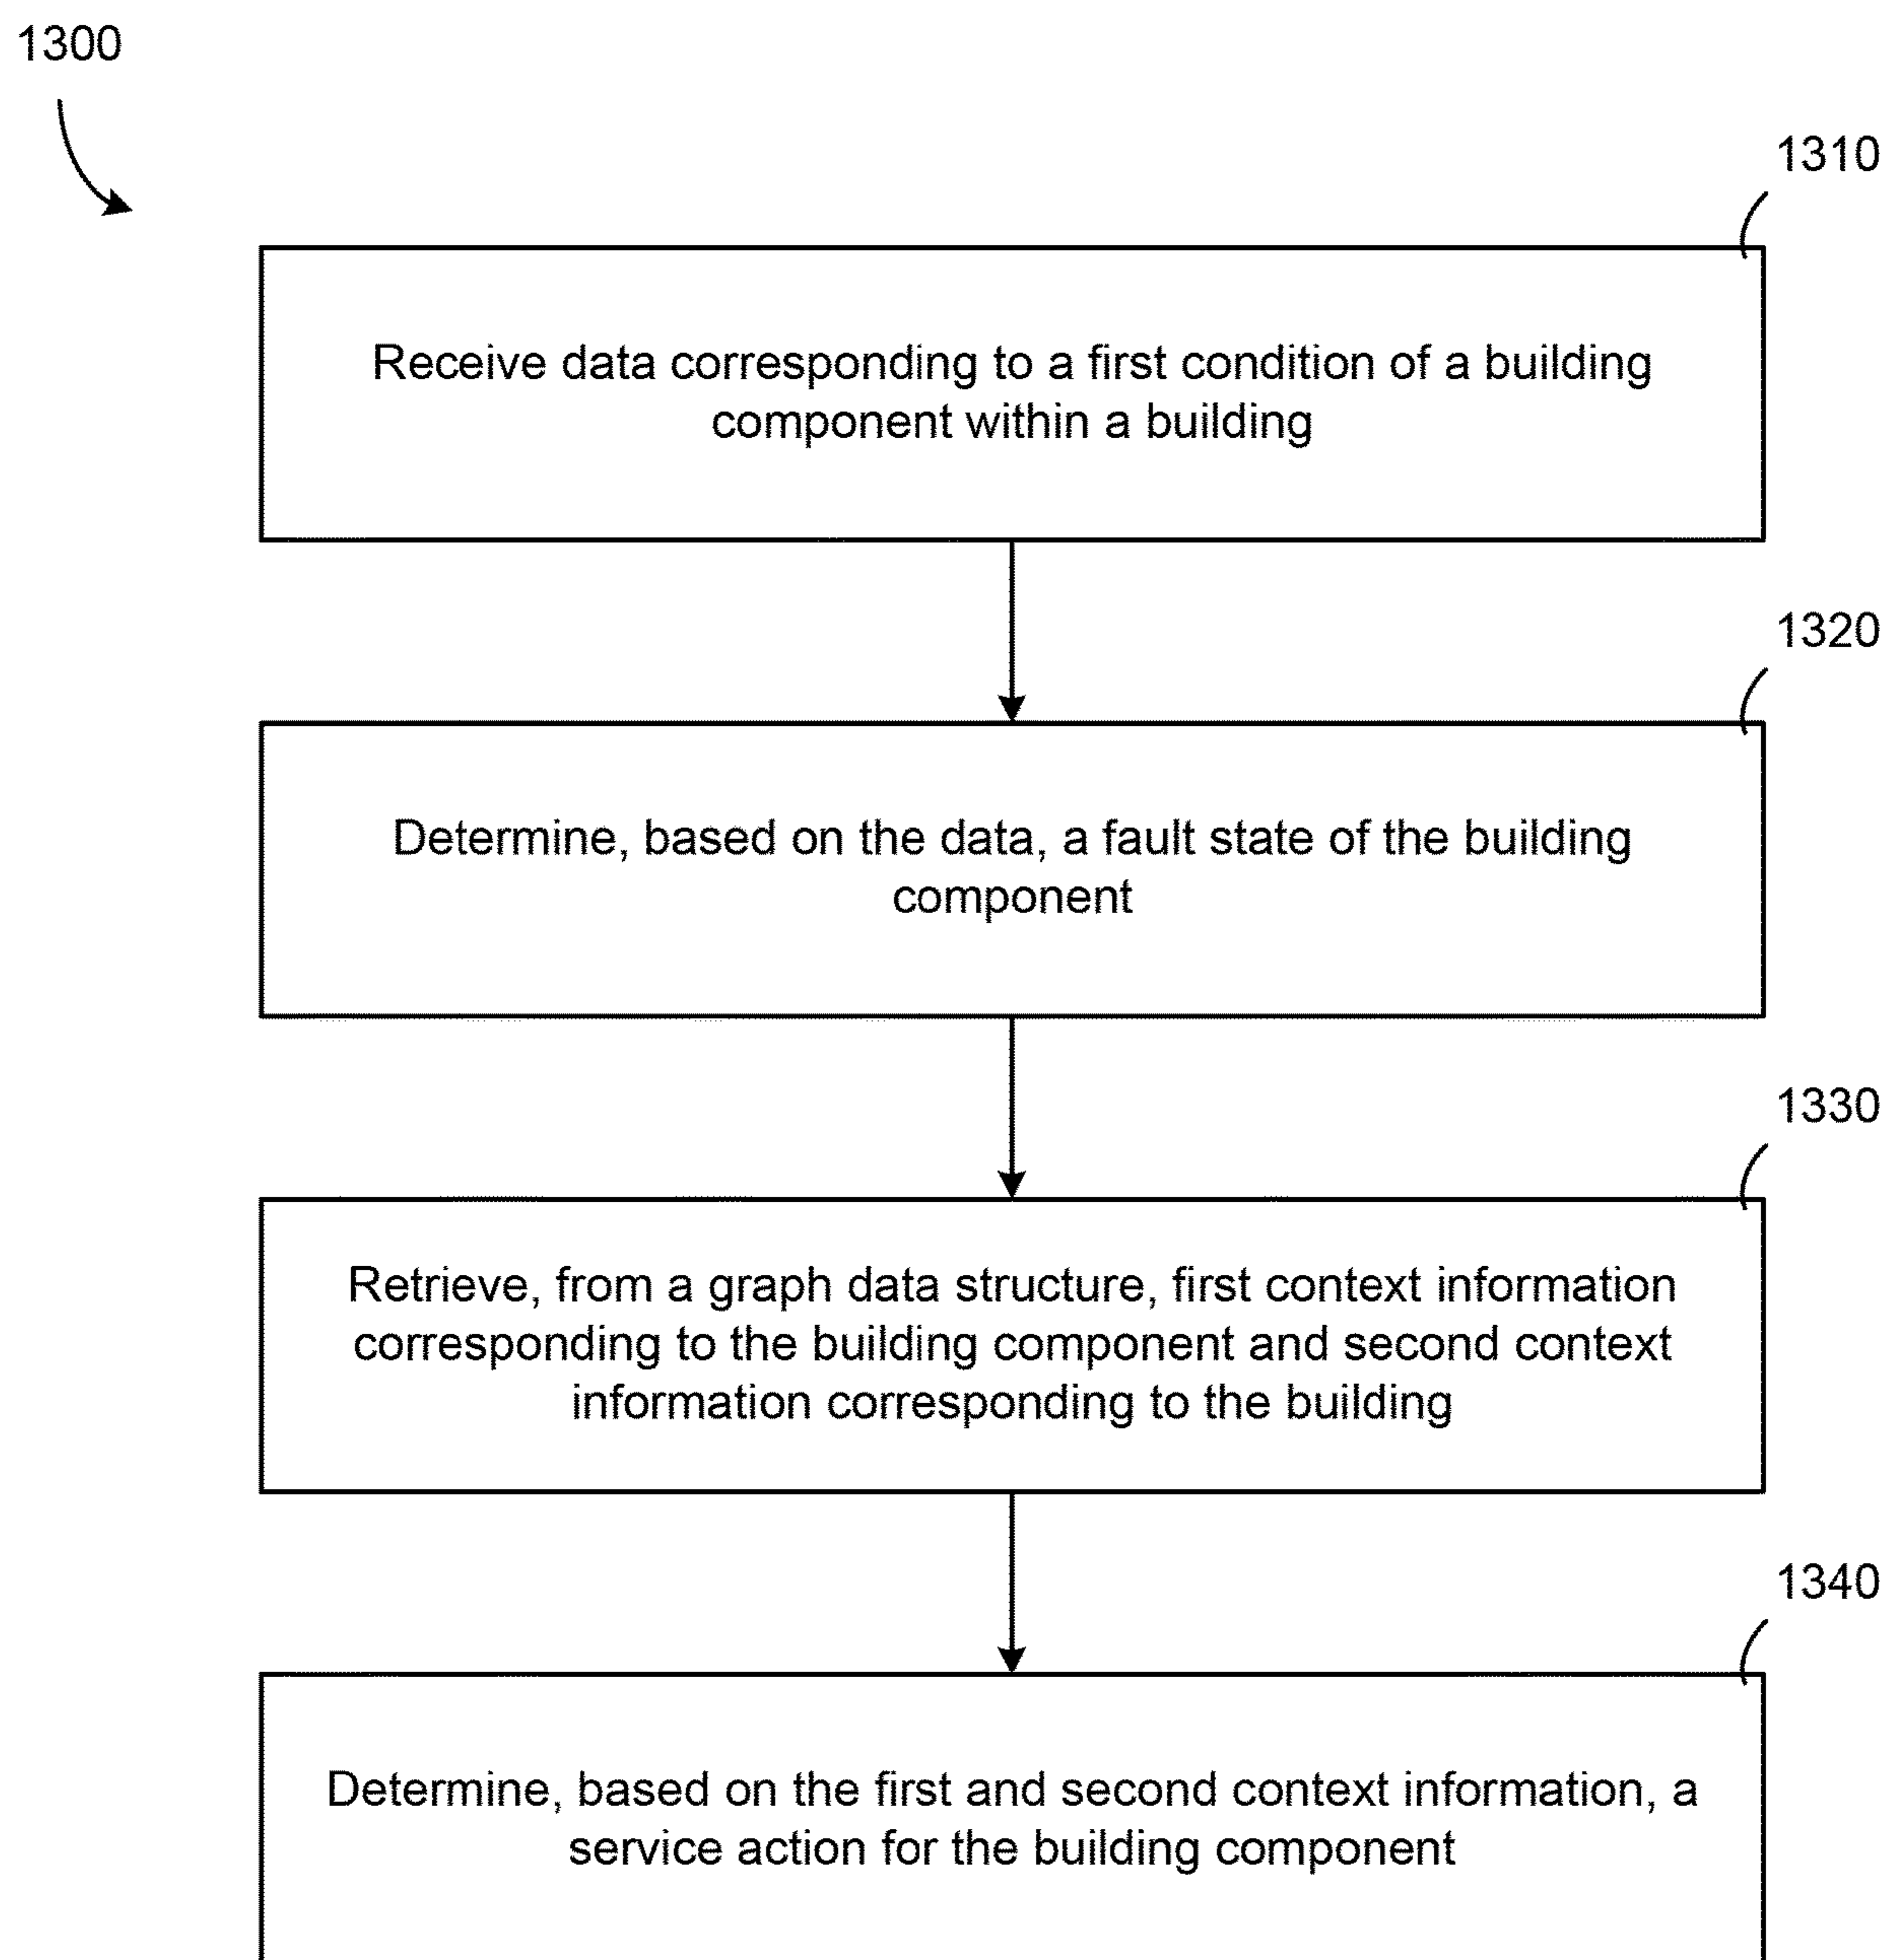 1300
1310
Receive data corresponding to a first condition of a building
component within a building
1320
Determine, based on the data, a fault state of the building
component
1330
Retrieve, from a graph data structure, first context information
corresponding to the building component and second context
information corresponding to the building
1340
Determine, based on the first and second context information, a
service action for the building component